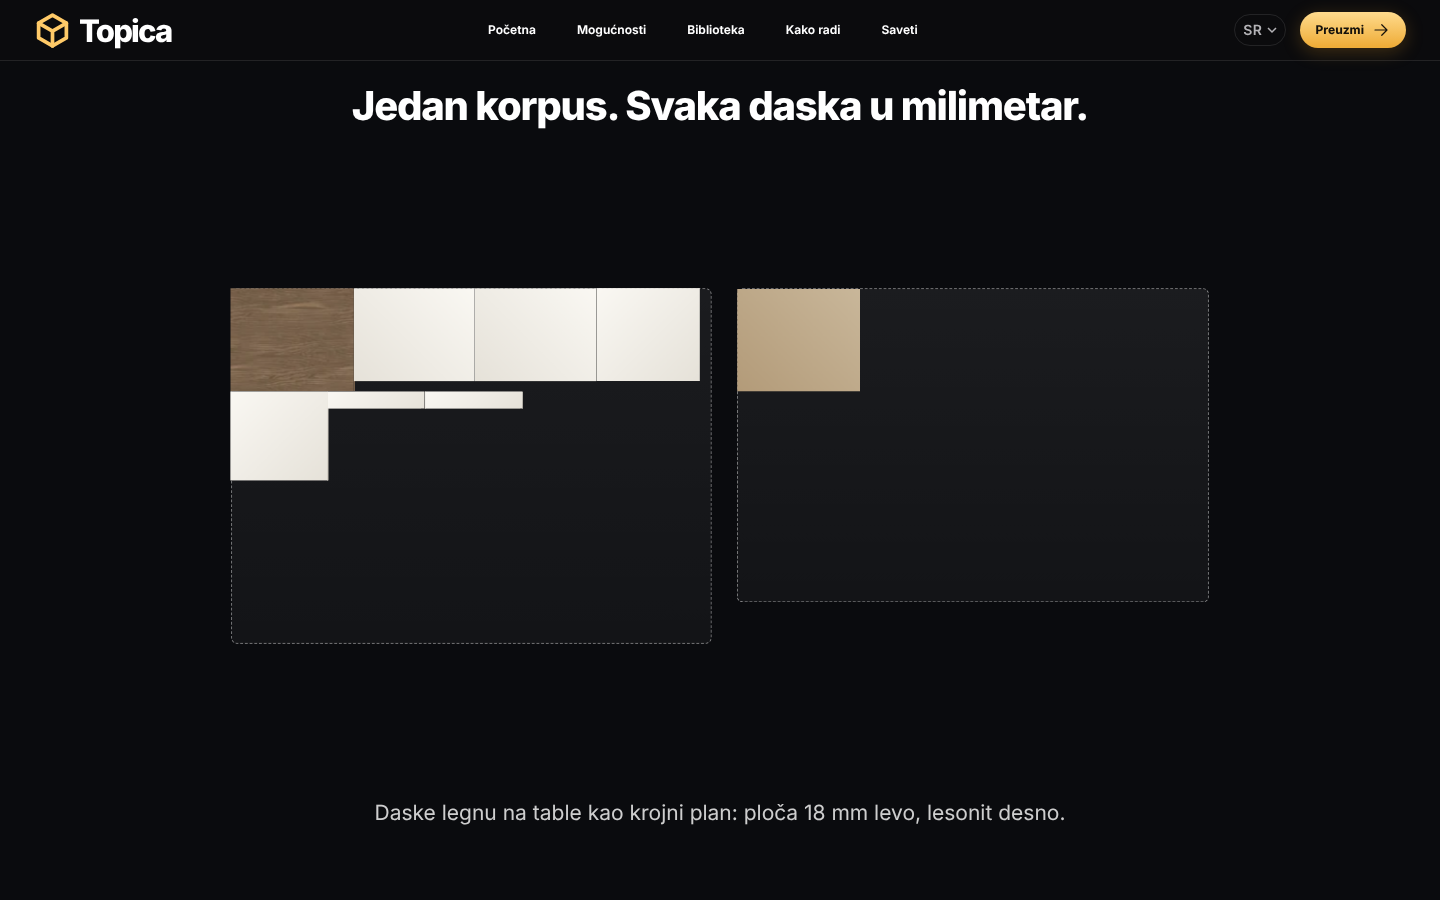 Topica
Početna
Mogućnosti
Biblioteka
Kako radi
Saveti
SR
Preuzmi
Jedan korpus. Svaka daska u milimetar.
Daske legnu na table kao krojni plan: ploča 18 mm levo, lesonit desno.